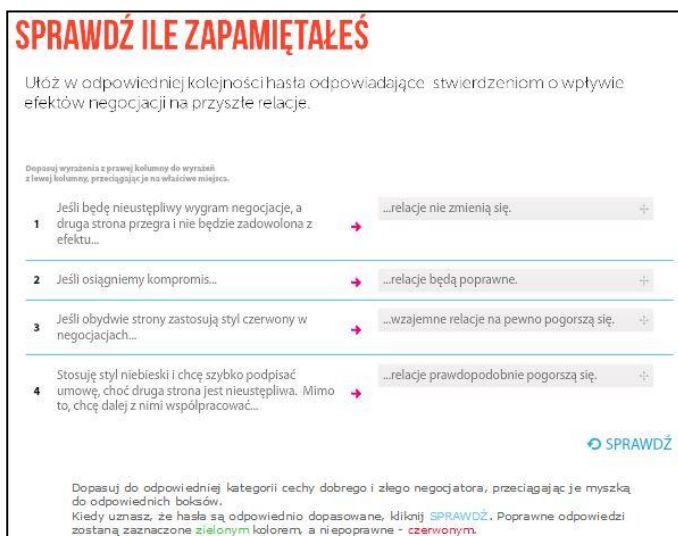 SPRAWDŹ ILE ZAPAMIĘTAŁEŚ
Ułóż w odpowiedniej kolejności hasła odpowiadające stwierdzeniom o wpływie
efektów negocjacji na przyszłe relacje.
Dopasuj wyrażenia z prawej kolumny do wyrażeń
z lewej kolumny, przeciągając je na właściwe miejsca.
1 Jeśli będę nieustępliwy wygram negocjacje, a
druga strona przegra i nie będzie zadowolona z
efektu...
...relacje nie zmienią się.
2 Jeśli osiągniemy kompromis...
...relacje będą poprawne.
3 Jeśli obydwie strony zastosują styl czerwony w
negocjacjach...
...wzajemne relacje na pewno pogorszą się.
4 Stosuję styl niebieski i chcę szybko podpisać
umowę, choć druga strona jest nieustępliwa. Mimo
to, chcę dalej z nimi współpracować...
...relacje prawdopodobnie pogorszą się.
SPRAWDŹ
Dopasuj do odpowiedniej kategorii cechy dobrego i złego negocjatora, przeciągając je myszką
do odpowiednich boksów.
Kiedy uznasz, że hasła są odpowiednio dopasowane, kliknij SPRAWDŹ. Poprawne odpowiedzi
zostaną zaznaczone zielonym kolorem, a niepoprawne - czerwonym.